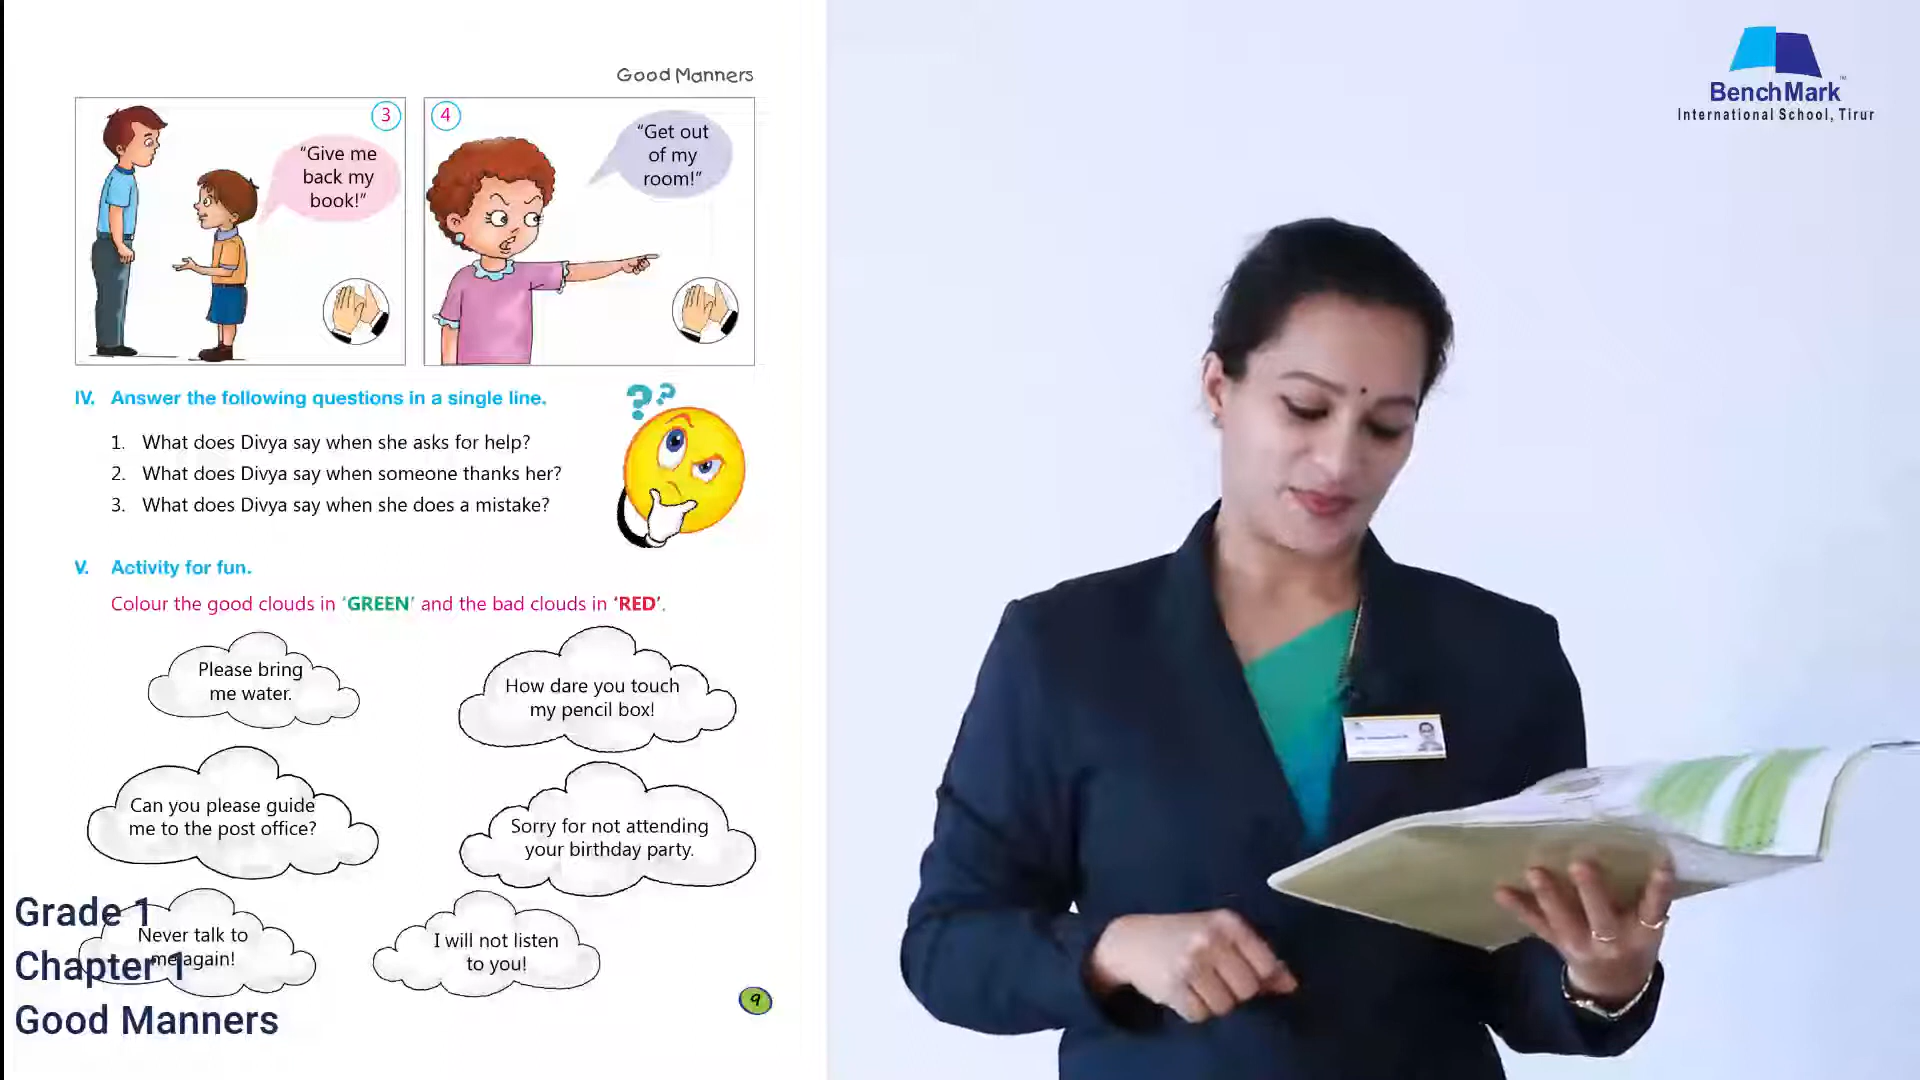 Good Manners
3
"Give me
back my
book!"
4
"Get out
of my
room!"
IV. Answer the following questions in a single line.
1. What does Divya say when she asks for help?
2. What does Divya say when someone thanks her?
3. What does Divya say when she does a mistake?
??
V. Activity for fun.
Colour the good clouds in 'GREEN' and the bad clouds in 'RED'.
Please bring
me water.
How dare you touch
my pencil box!
Can you please guide
me to the post office?
Sorry for not attending
your birthday party.
Never talk to
me again!
I will not listen
to you!
9
Grade 1
Chapter 1
Good Manners
BenchMark
TM
International School, Tirur